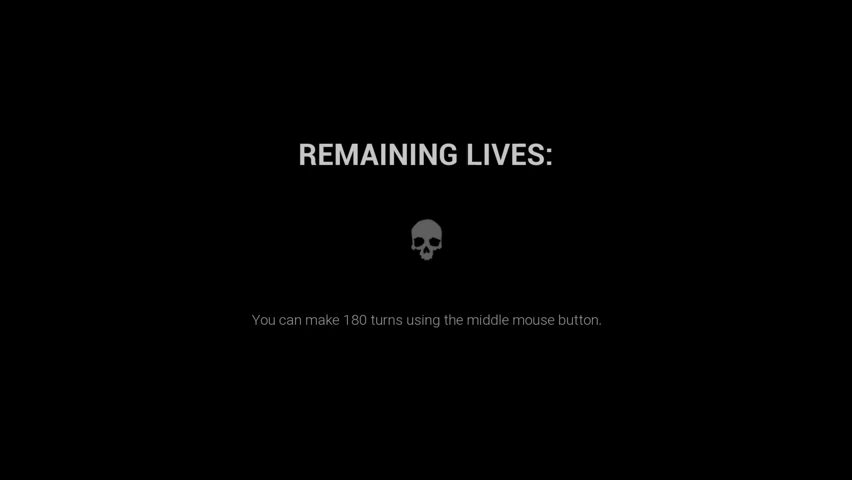 REMAINING LIVES:
You can make 180 turns using the middle mouse button.